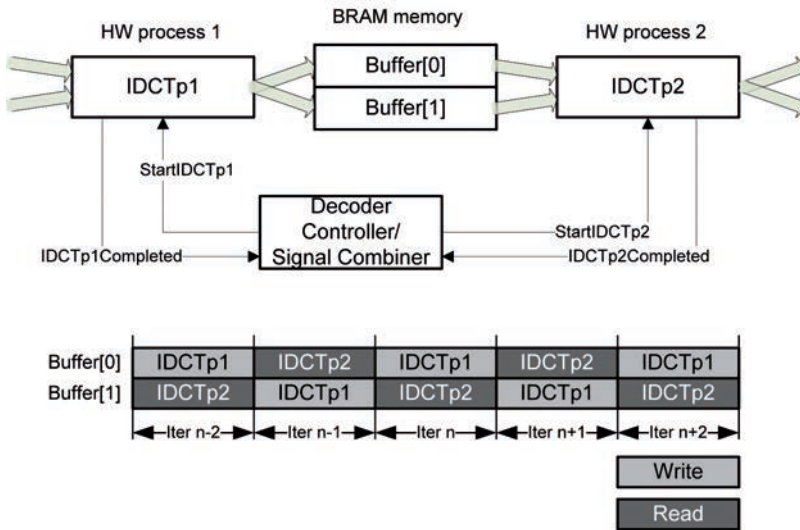 HW process 1
BRAM memory
HW process 2
IDCTp1
Buffer[0]
Buffer[1]
IDCTp2
StartIDCTp1
Decoder
Controller/
Signal Combiner
StartIDCTp2
IDCTp1Completed
IDCTp2Completed
Buffer[0] IDCTp1 IDCTp2 IDCTp1 IDCTp2 IDCTp1
Buffer[1] IDCTp2 IDCTp1 IDCTp2 IDCTp1 IDCTp2
Iter n-2 Iter n-1 Iter n Iter n+1 Iter n+2
Write
Read